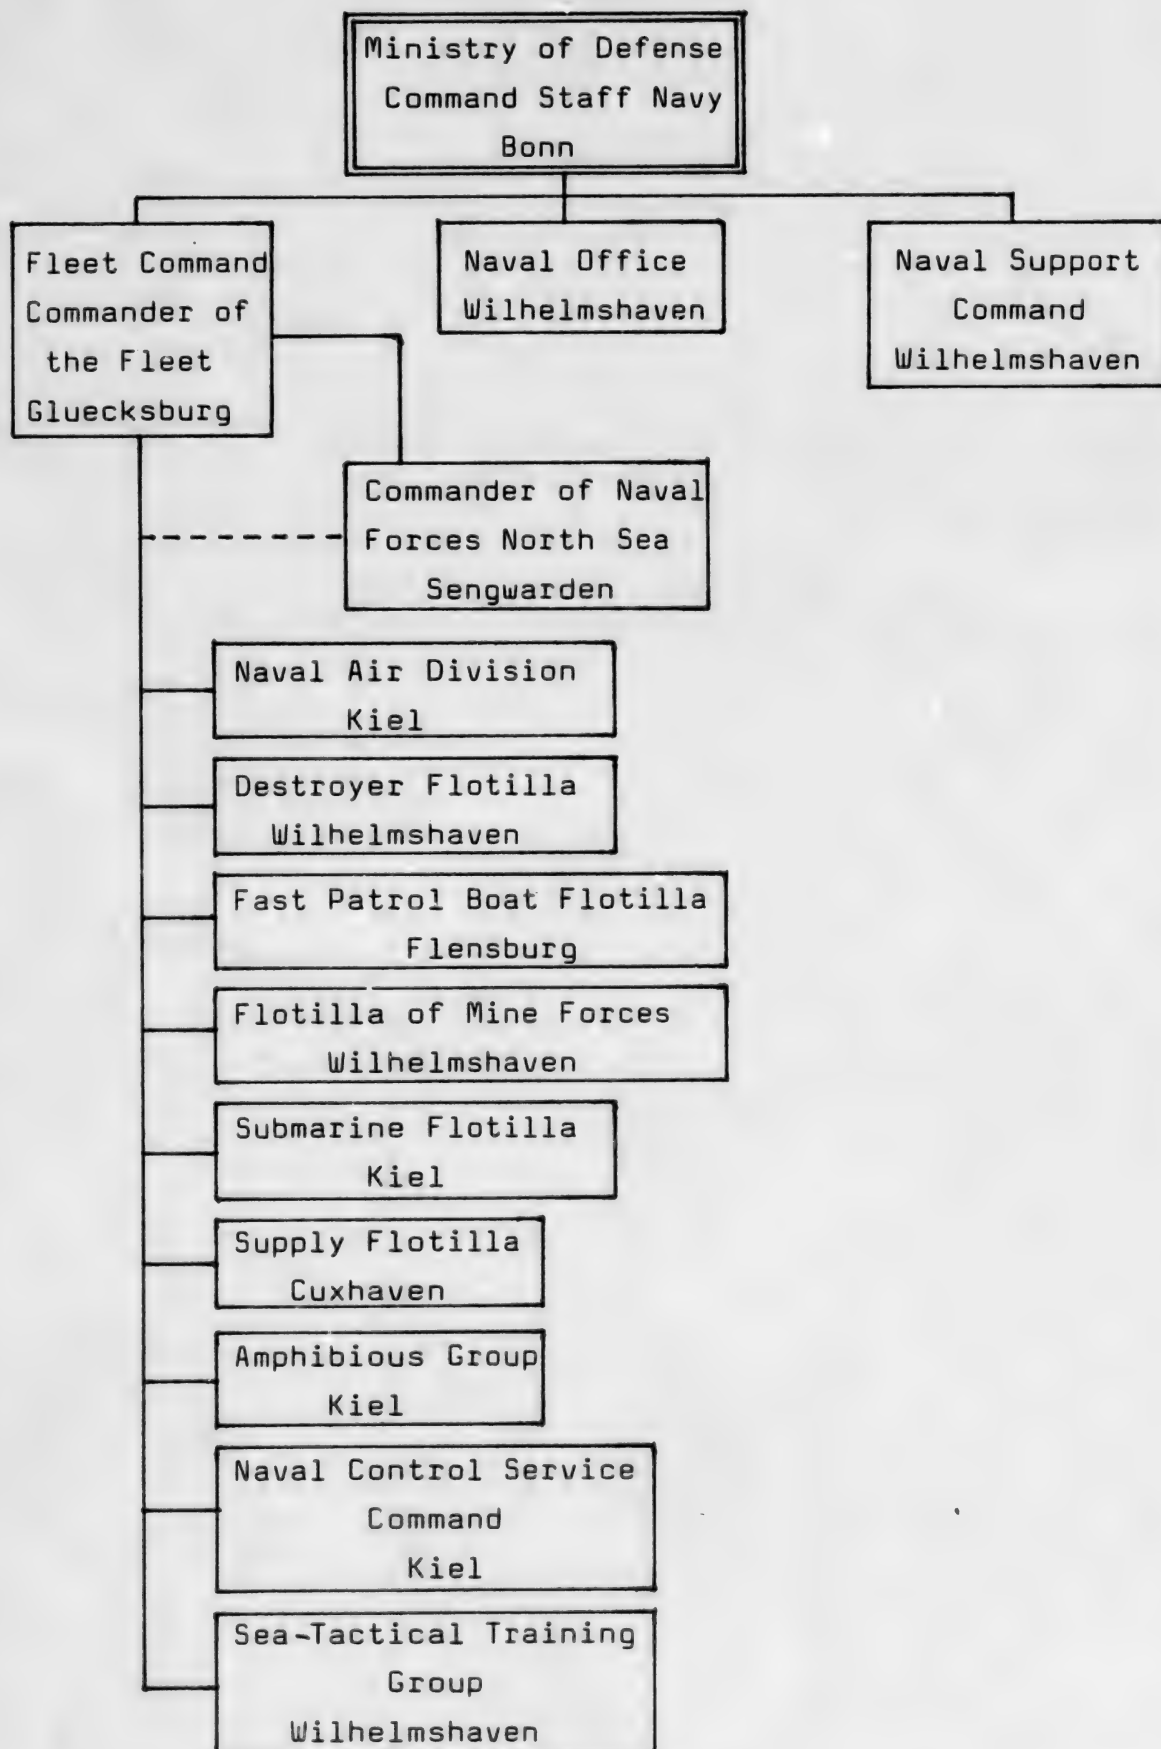 Ministry of Defense
Command Staff Navy
Bonn
Fleet Command
Commander of
the Fleet
Gluecksburg
Naval Office
Wilhelmshaven
Naval Support
Command
Wilhelmshaven
Commander of Naval
Forces North Sea
Sengwarden
Naval Air Division
Kiel
Destroyer Flotilla
Wilhelmshaven
Fast Patrol Boat Flotilla
Flensburg
Flotilla of Mine Forces
Wilhelmshaven
Submarine Flotilla
Kiel
Supply Flotilla
Cuxhaven
Amphibious Group
Kiel
Naval Control Service
Command
Kiel
Sea-Tactical Training
Group
Wilhelmshaven